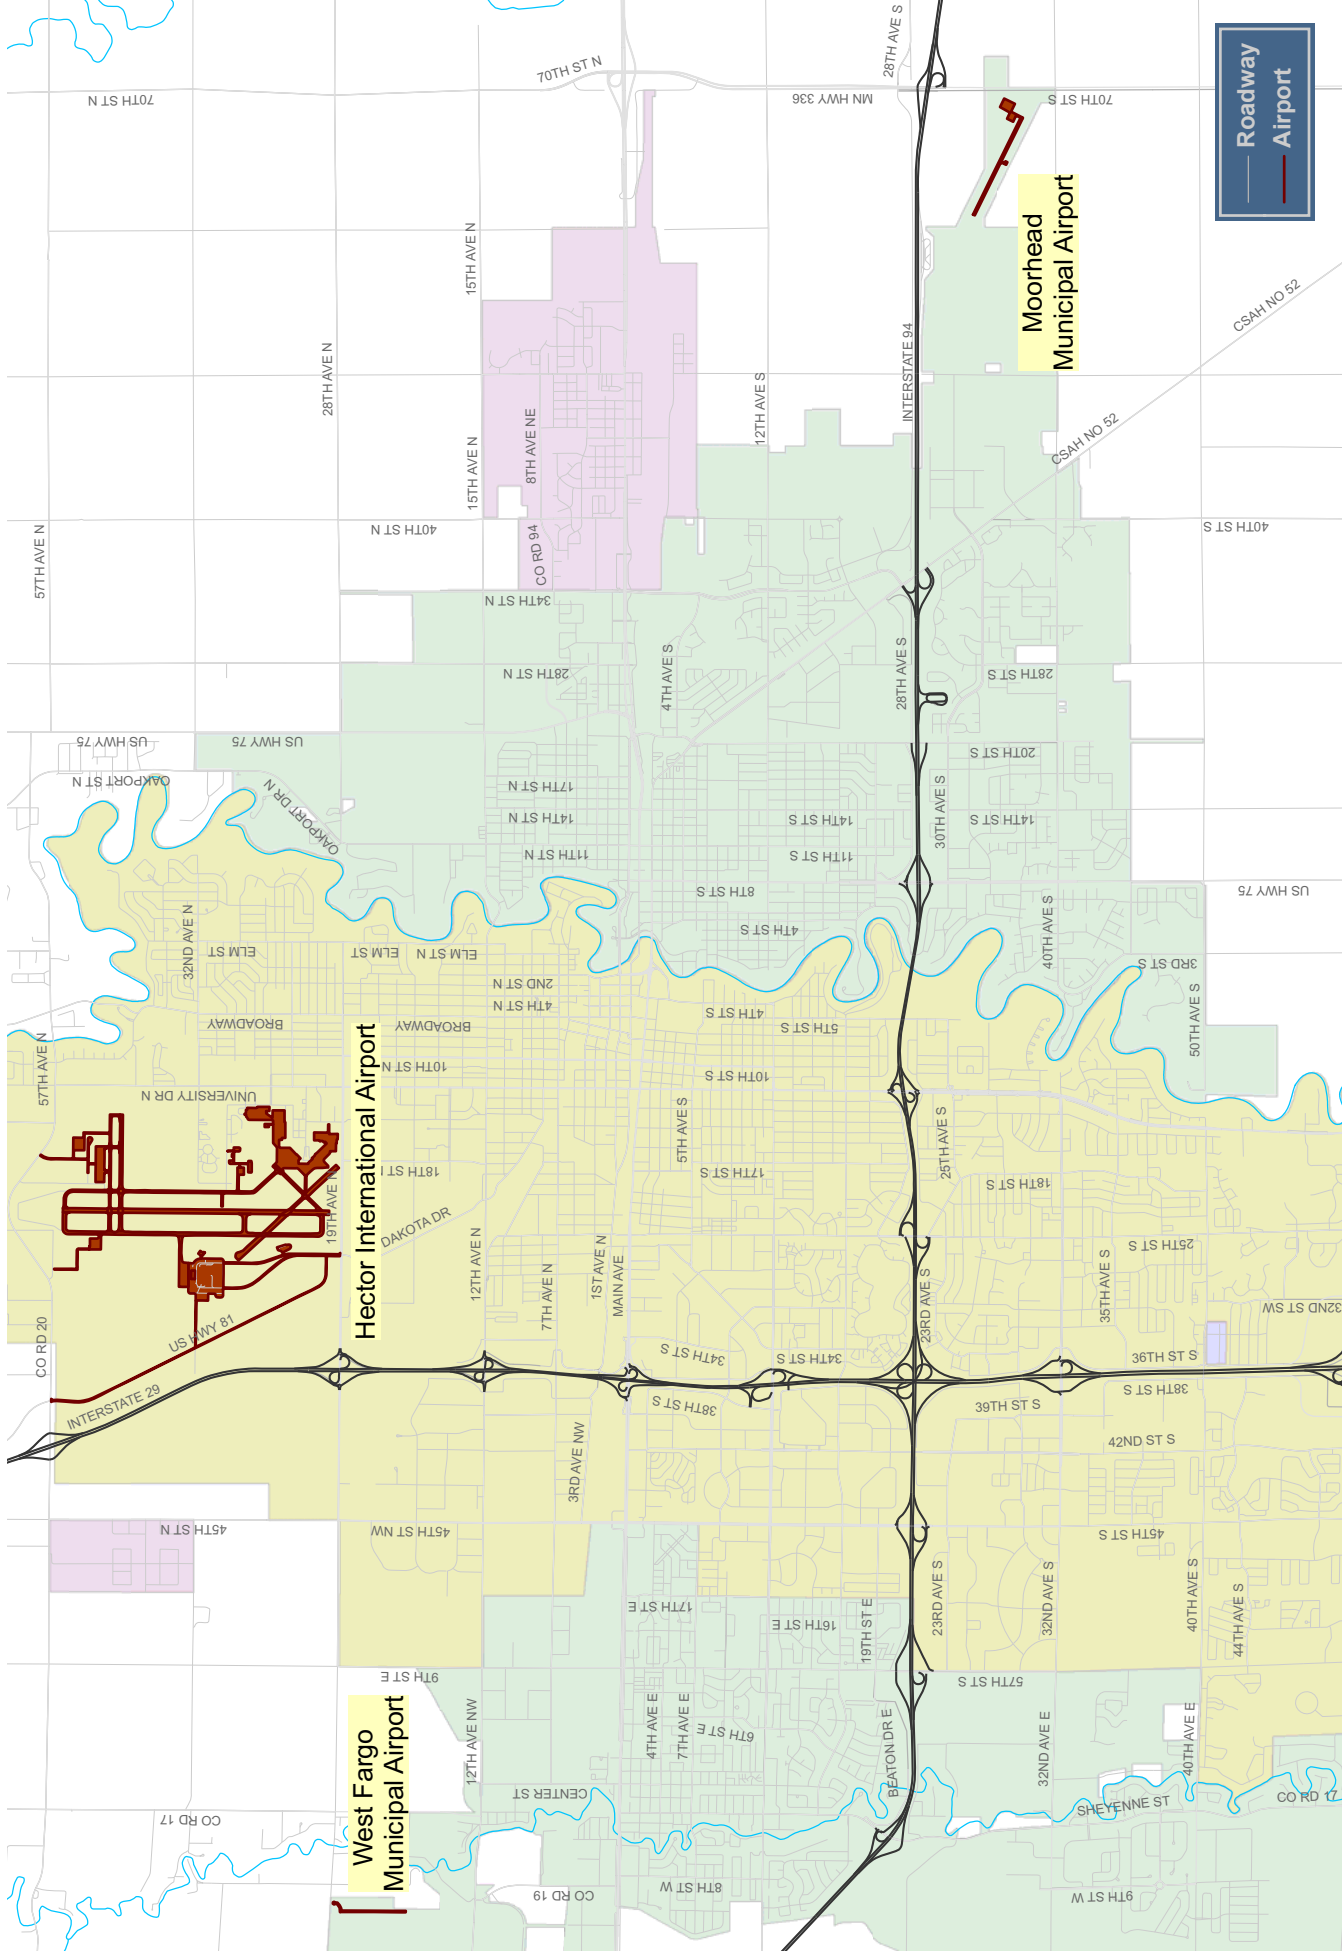 CO RD 20
57TH AVE N
57TH AVE N
INTERSTATE 29
US HWY 81
CO RD 17
45TH ST N
UNIVERSITY DR N
32ND AVE N
ELM ST
BROADWAY
OAKPORT ST N
US HWY 75
US HWY 75
OAKPORT DR N
70TH ST N
28TH AVE N
19TH AVE N
West Fargo
Municipal Airport
Hector International Airport
9TH ST E
45TH ST NW
DAKOTA DR
18TH ST
10TH ST N
BROADWAY
ELM ST
ELM ST N
40TH ST N
12TH AVE NW
12TH AVE N
15TH AVE N
15TH AVE N
4TH ST N
2ND ST N
11TH ST N
14TH ST N
17TH ST N
28TH ST N
34TH ST N
CO RD 94
8TH AVE NE
70TH ST N
CO RD 19
CENTER ST
3RD AVE NW
7TH AVE N
1ST AVE N
MAIN AVE
8TH ST W
4TH AVE E
7TH AVE E
6TH ST E
17TH ST E
16TH ST E
19TH ST E
38TH ST S
34TH ST S
34TH ST S
5TH AVE S
17TH ST S
10TH ST S
4TH ST S
5TH ST S
4TH ST S
8TH ST S
11TH ST S
14TH ST S
4TH AVE S
12TH AVE S
MN HWY 336
BEATON DR E
28TH AVE S
28TH AVE S
INTERSTATE 94
23RD AVE S
23RD AVE S
25TH AVE S
30TH AVE S
57TH ST S
39TH ST S
18TH ST S
14TH ST S
20TH ST S
28TH ST S
70TH ST S
Moorhead
Municipal Airport
32ND AVE E
32ND AVE S
40TH AVE S
CSAH NO 52
CSAH NO 52
9TH ST W
SHEYENNE ST
45TH ST S
42ND ST S
38TH ST S
36TH ST S
35TH AVE S
25TH ST S
3RD ST S
40TH AVE E
40TH AVE S
50TH AVE S
40TH ST S
44TH AVE S
CO RD 17
32ND ST SW
US HWY 75
Roadway
Airport